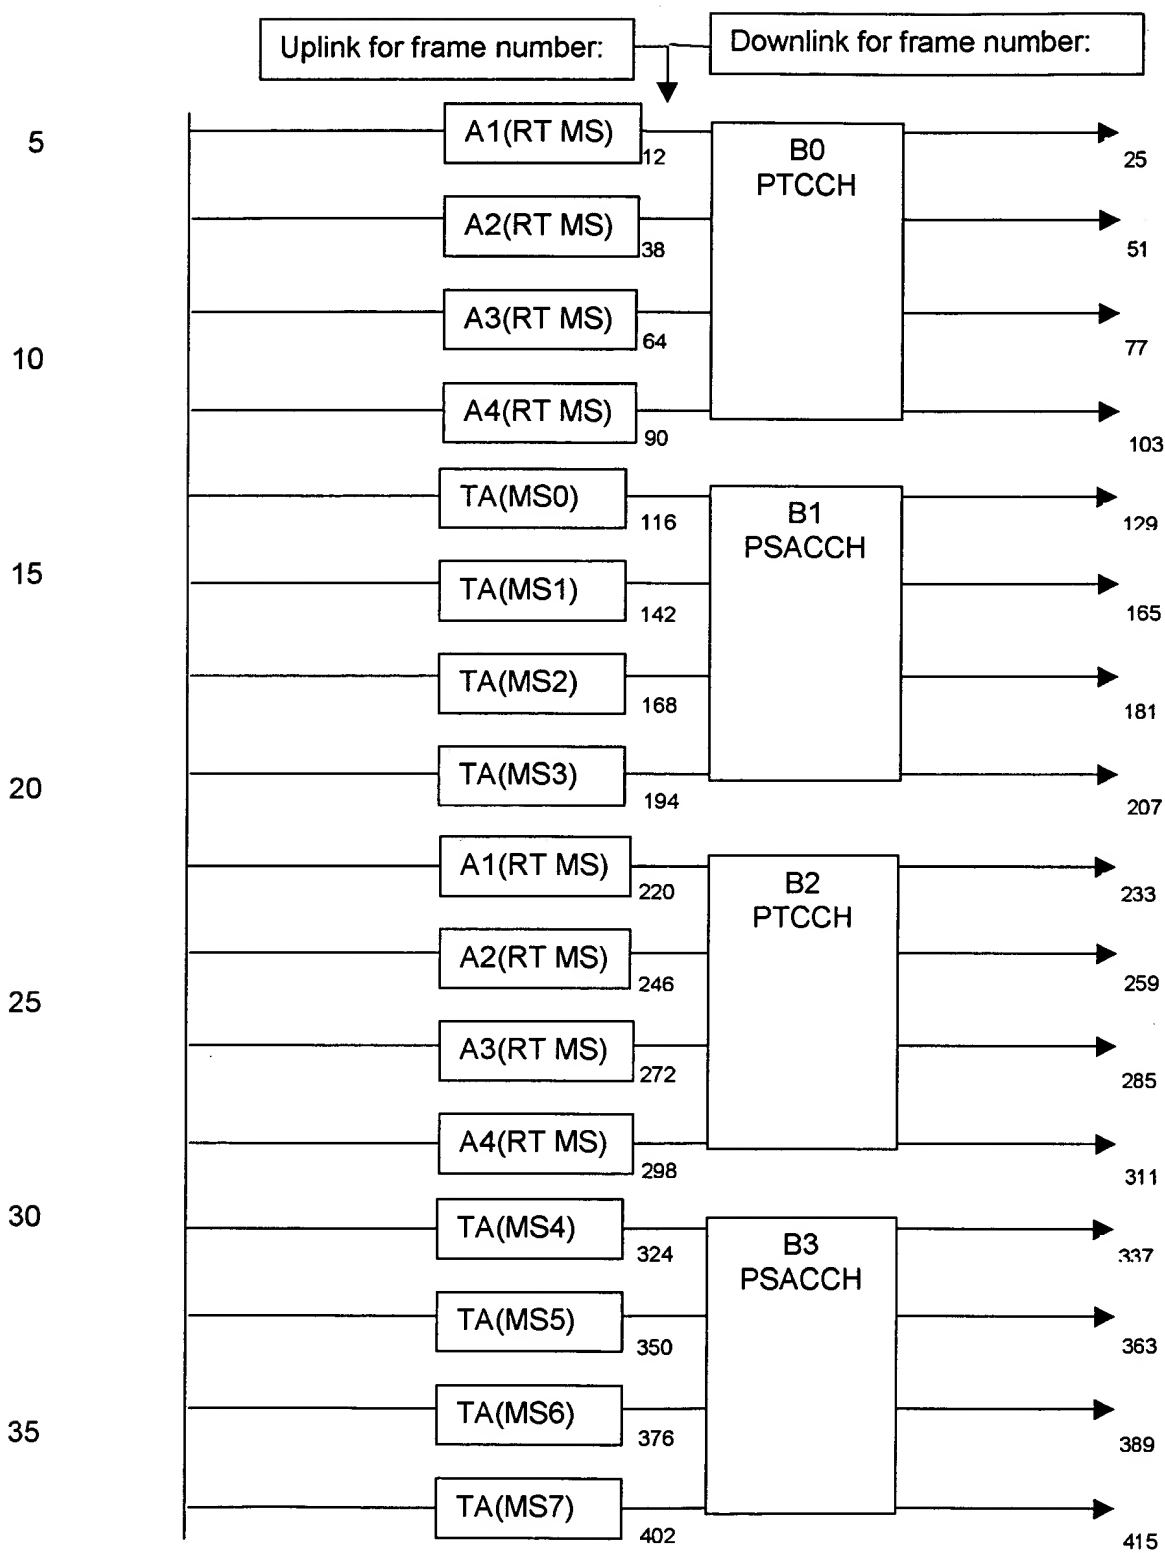 Uplink for frame number:
Downlink for frame number:
5
A1(RT MS)
12
B0
PTCCH
25
A2(RT MS)
38
51
A3(RT MS)
64
77
10
A4(RT MS)
90
103
TA(MS0)
116
B1
PSACCH
129
15
TA(MS1)
142
165
TA(MS2)
168
181
20
TA(MS3)
194
207
A1(RT MS)
220
B2
PTCCH
233
A2(RT MS)
246
259
25
A3(RT MS)
272
285
A4(RT MS)
298
311
30
TA(MS4)
324
B3
PSACCH
337
TA(MS5)
350
363
35
TA(MS6)
376
389
TA(MS7)
402
415